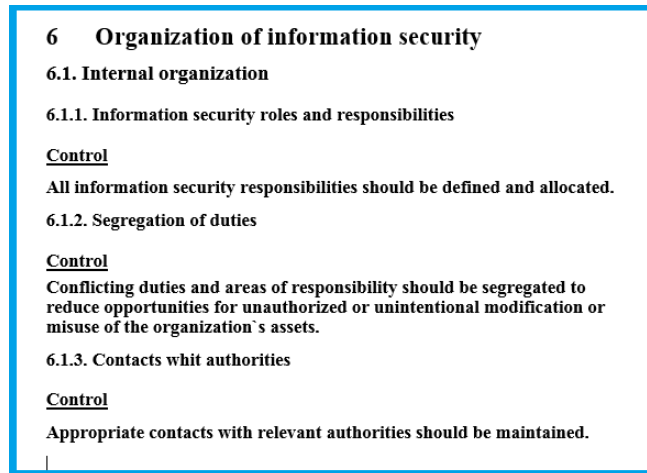 6 Organization of information security
6.1. Internal organization
6.1.1. Information security roles and responsibilities
Control
All information security responsibilities should be defined and allocated.
6.1.2. Segregation of duties
Control
Conflicting duties and areas of responsibility should be segregated to
reduce opportunities for unauthorized or unintentional modification or
misuse of the organization`s assets.
6.1.3. Contacts whit authorities
Control
Appropriate contacts with relevant authorities should be maintained.